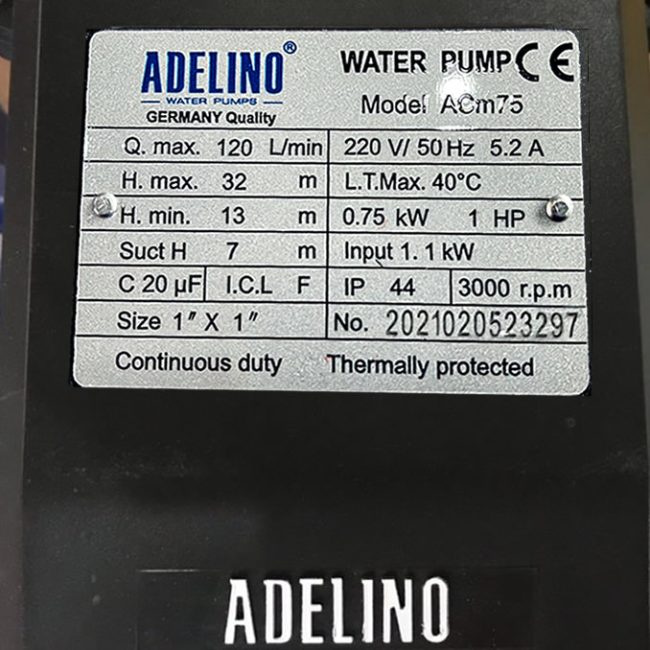 ADELINO®
WATER PUMPS
GERMANY Quality
WATER PUMP CE
Model ACm75
Q. max. 120 L/min 220 V/ 50 Hz 5.2 A
H. max. 32 m L.T.Max. 40°C
H. min. 13 m 0.75 kW 1 HP
Suct H 7 m Input 1. 1 kW
C 20 µF I.C.L F IP 44 3000 r.p.m
Size 1″ X 1″ No. 2021020523297
Continuous duty Thermally protected
ADELINO